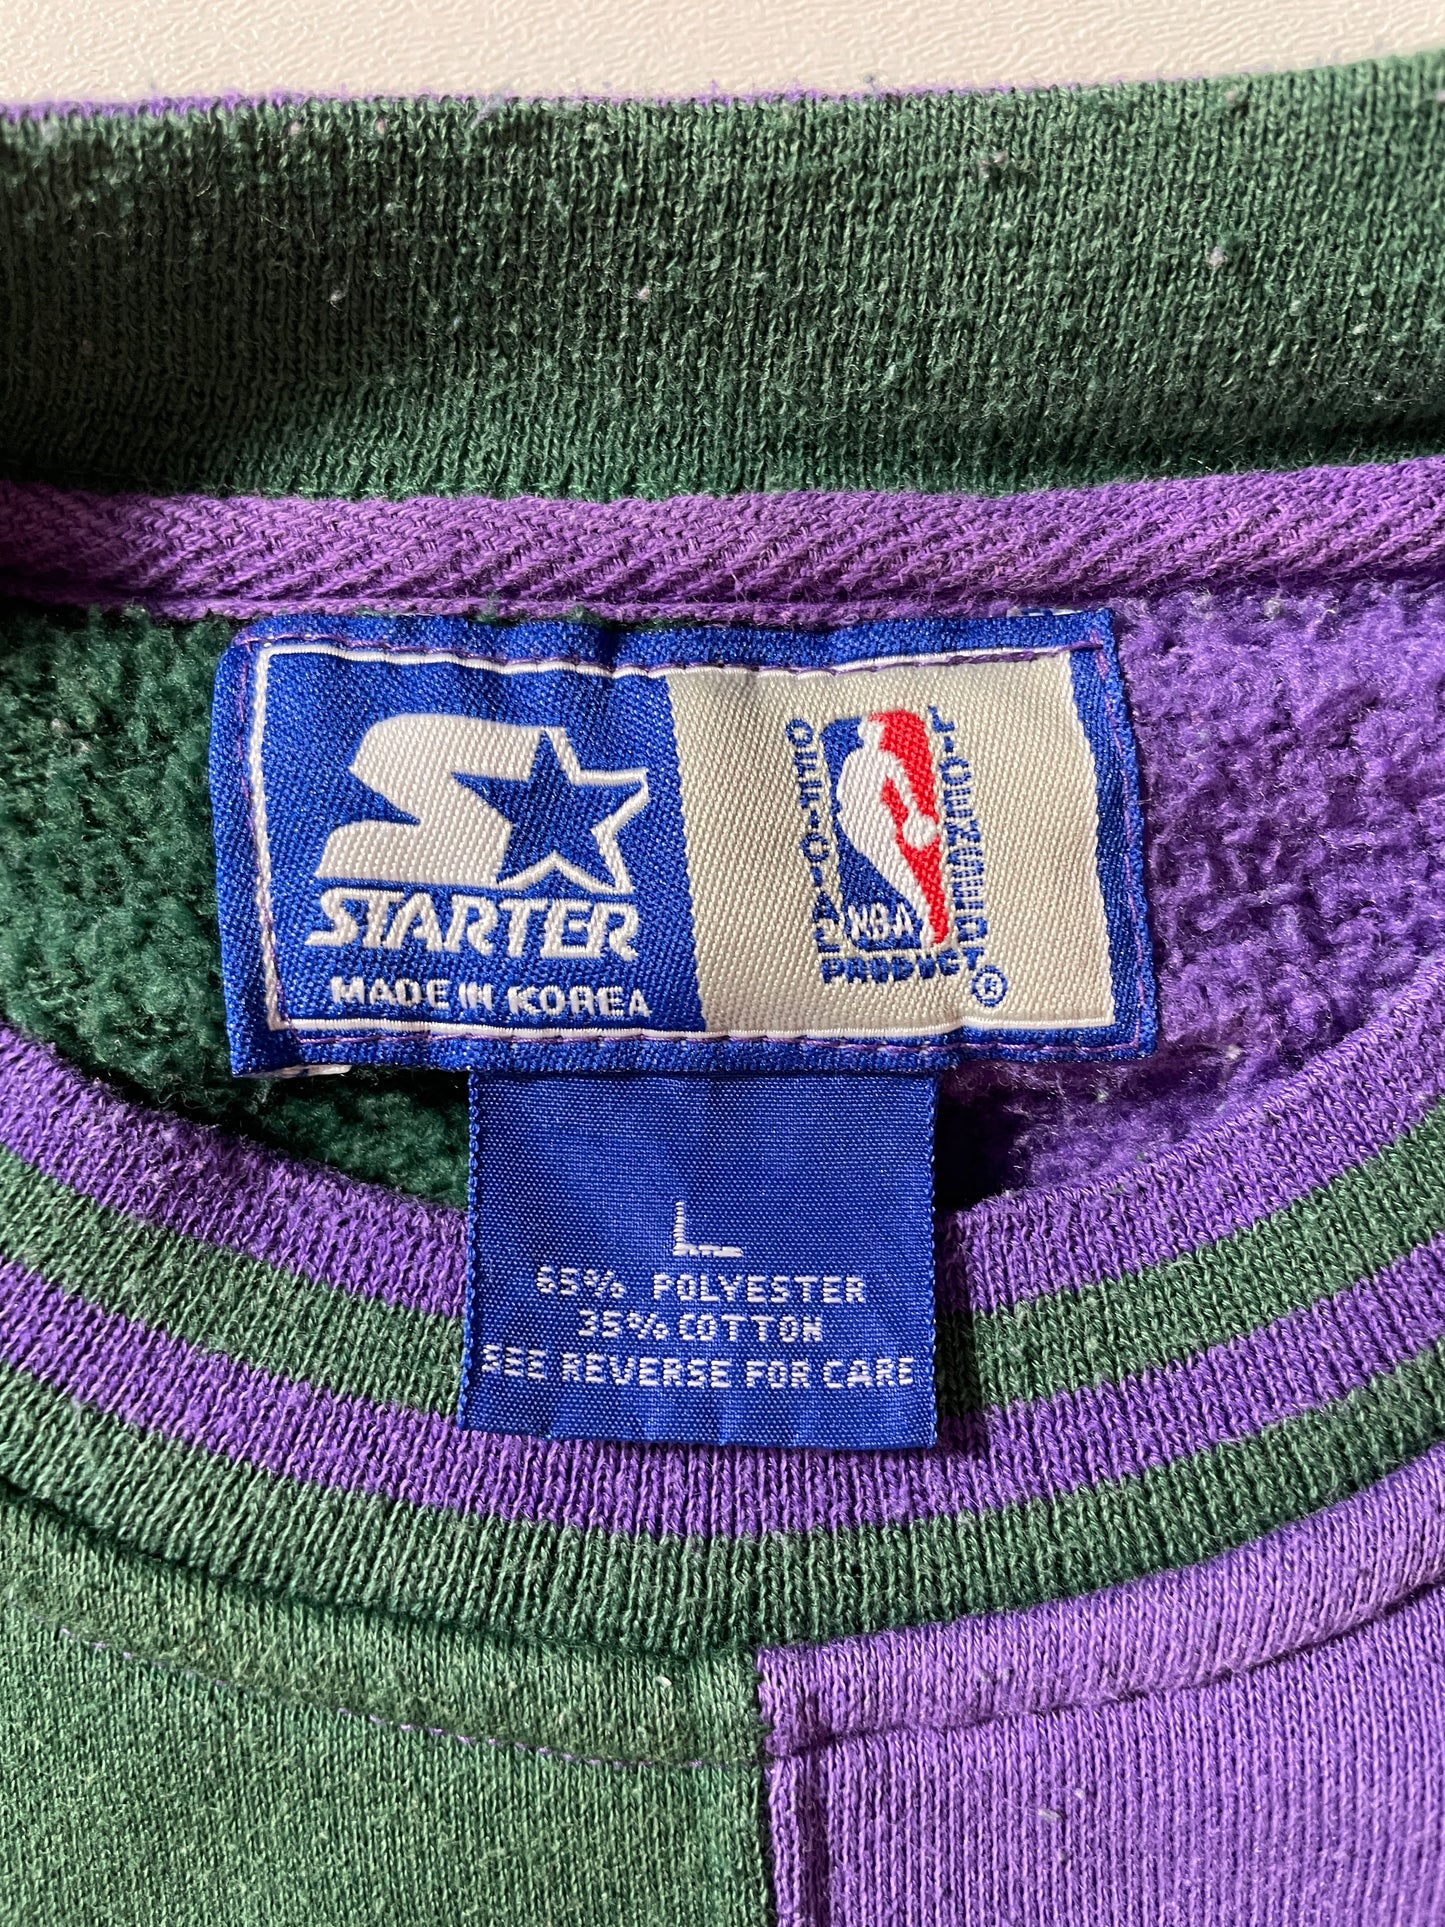 STARTER
MADE IN KOREA
OFFICIAL LICENSED PRODUCT ®
NBA
L
65% POLYESTER
35% COTTON
SEE REVERSE FOR CARE